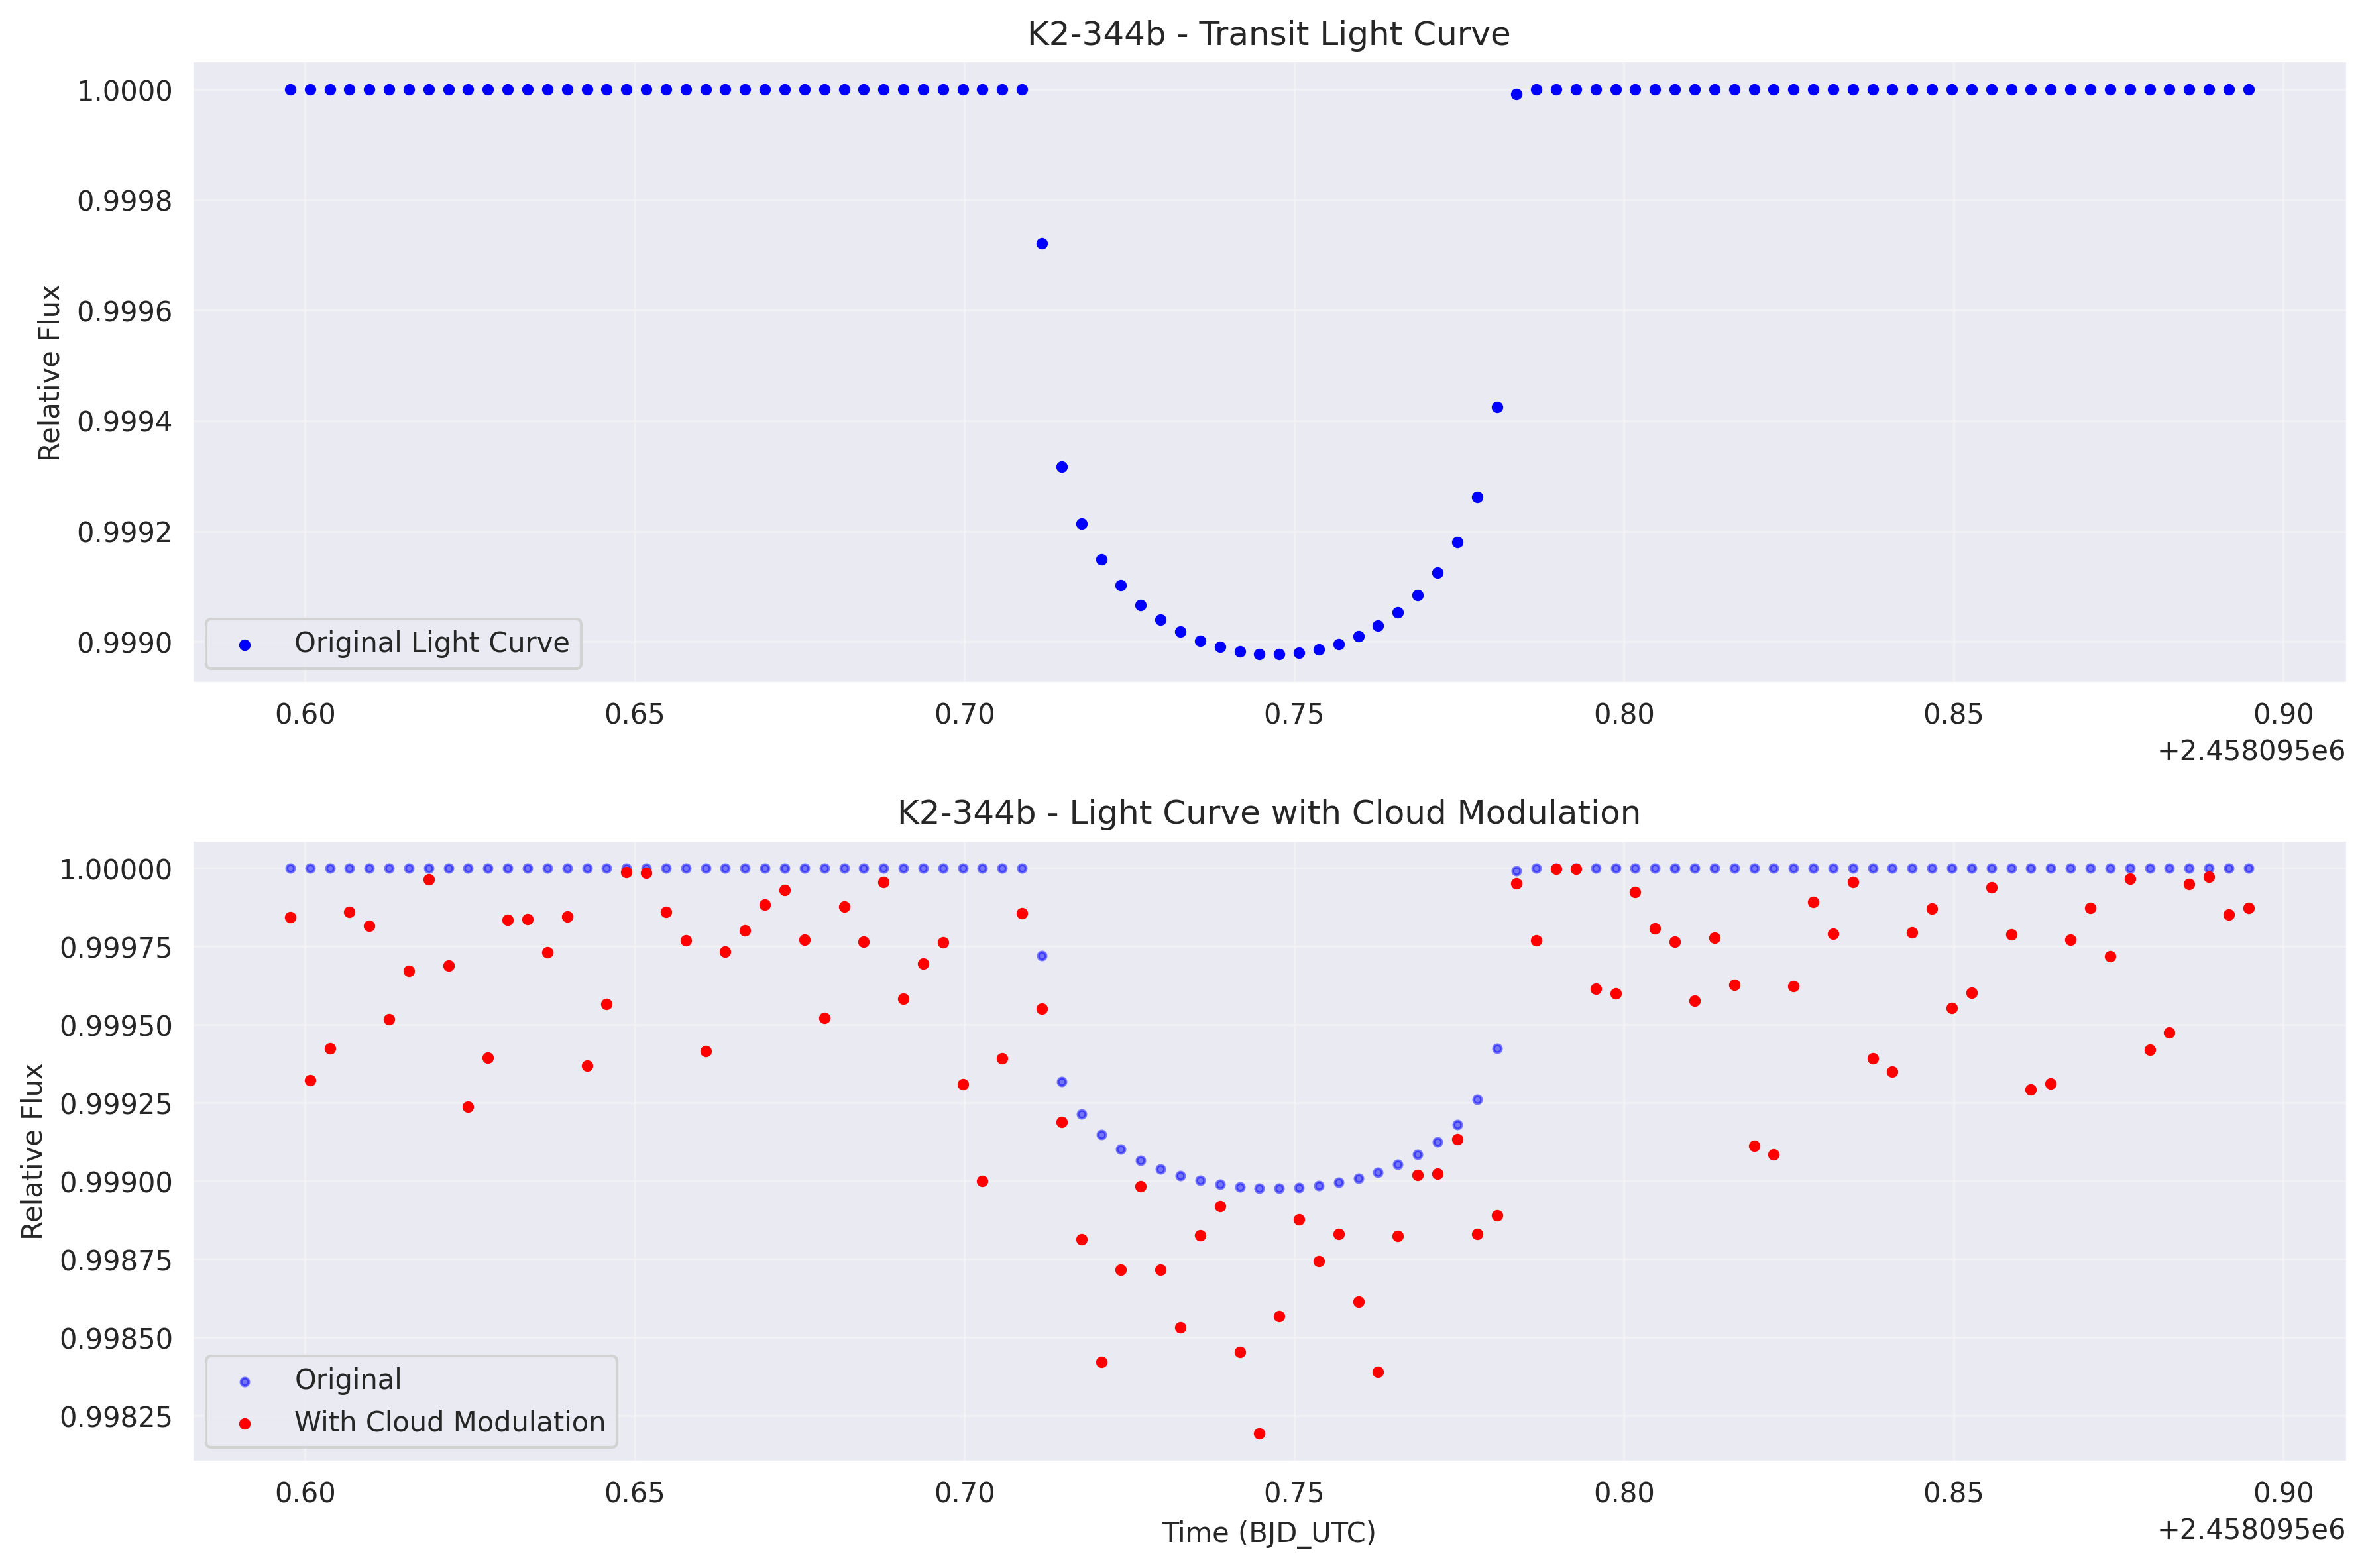 K2-344b - Transit Light Curve
1.0000
0.9998
0.9996
0.9994
0.9992
0.9990
Relative Flux
Original Light Curve
0.60 0.65 0.70 0.75 0.80 0.85 0.90
+2.458095e6
K2-344b - Light Curve with Cloud Modulation
1.00000
0.99975
0.99950
0.99925
0.99900
0.99875
0.99850
0.99825
Relative Flux
Original
With Cloud Modulation
0.60 0.65 0.70 0.75 0.80 0.85 0.90
Time (BJD_UTC)
+2.458095e6